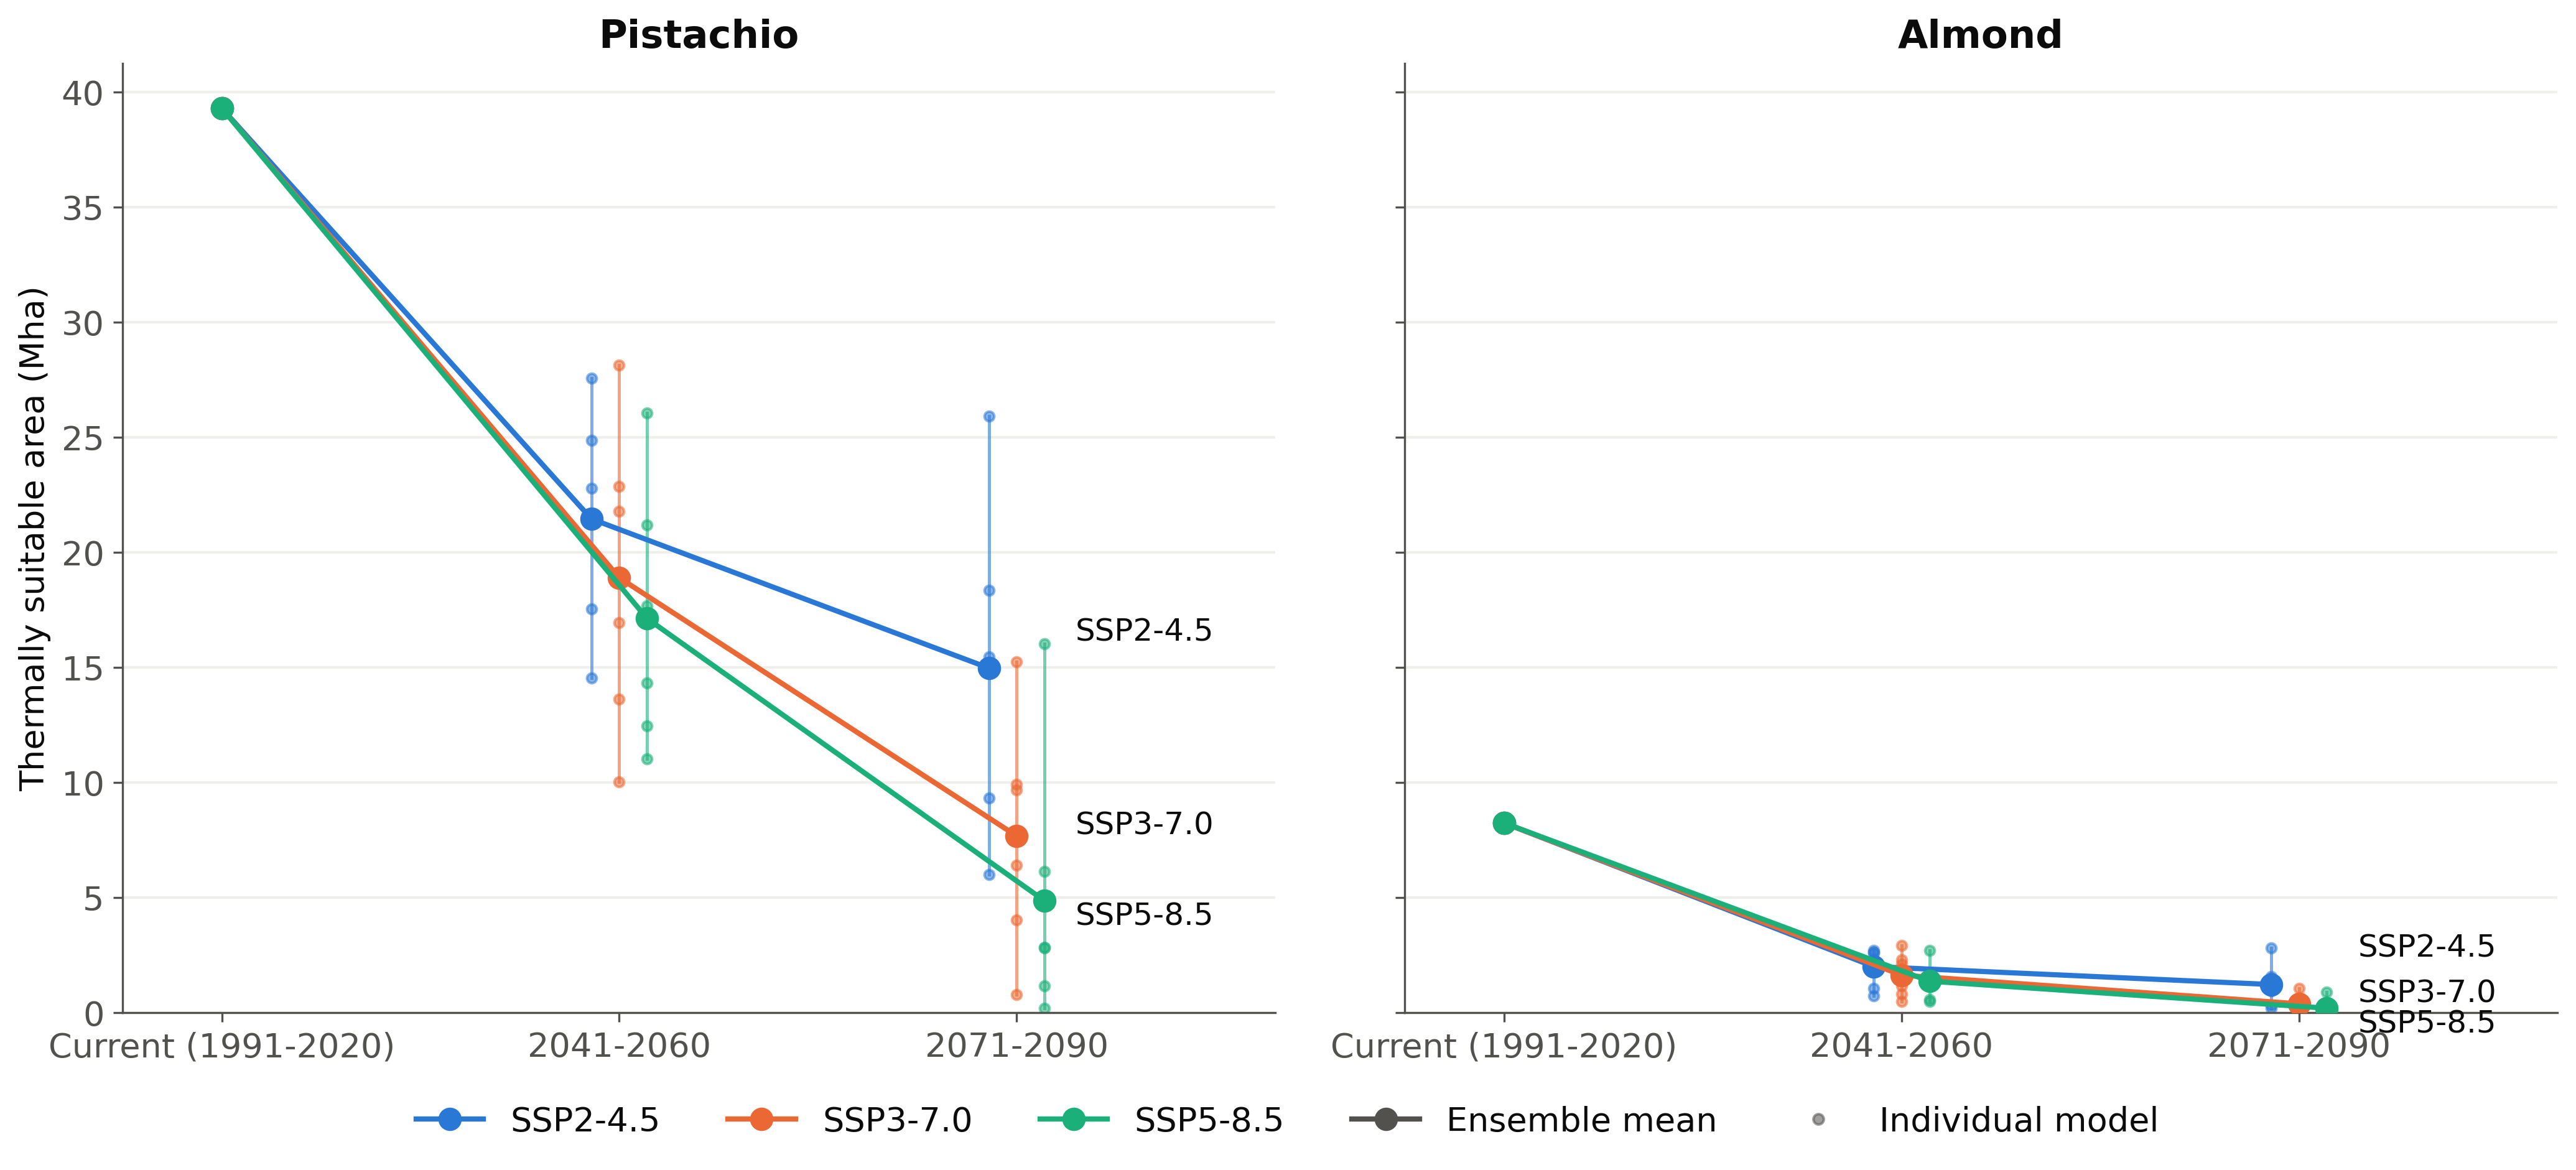 Pistachio
Almond
Thermally suitable area (Mha)
40
35
30
25
20
15
10
5
0
SSP2-4.5
SSP3-7.0
SSP5-8.5
Current (1991-2020)
2041-2060
2071-2090
SSP2-4.5
SSP3-7.0
SSP5-8.5
Current (1991-2020)
2041-2060
2071-2090
SSP2-4.5
SSP3-7.0
SSP5-8.5
Ensemble mean
Individual model